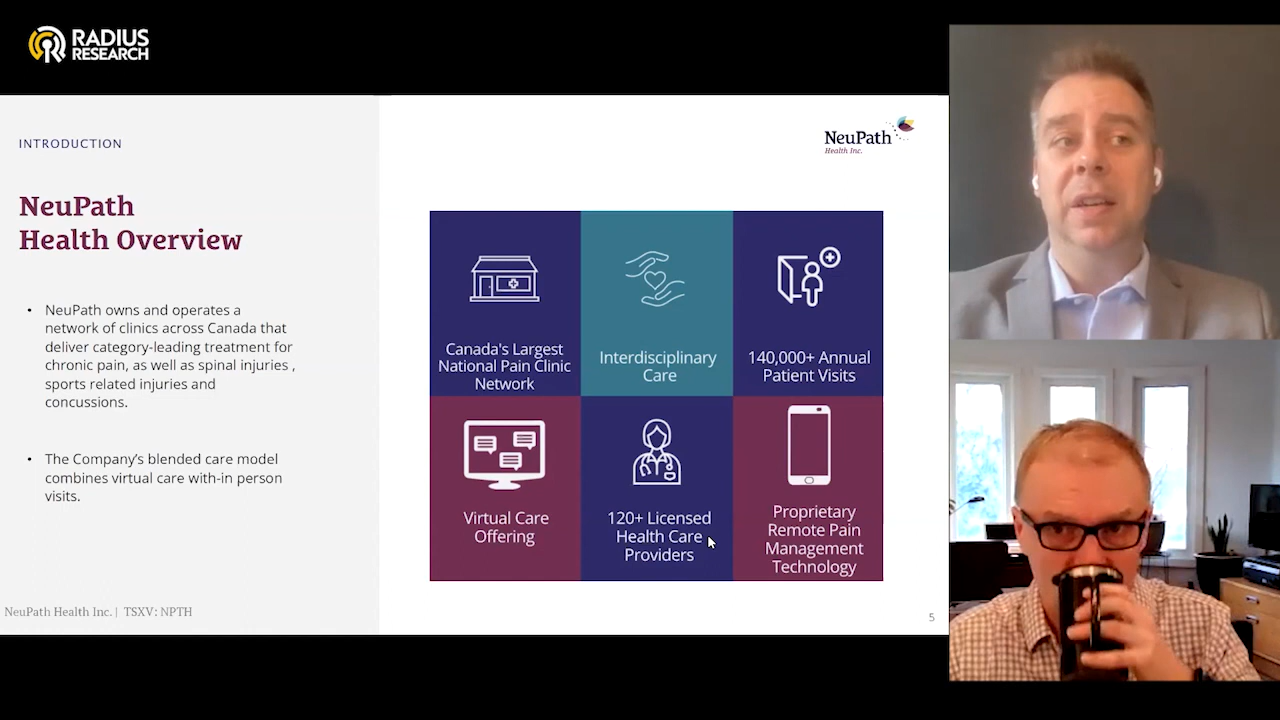 RADIUS
RESEARCH
INTRODUCTION
NeuPath
Health Overview
• NeuPath owns and operates a
network of clinics across Canada that
deliver category-leading treatment for
chronic pain, as well as spinal injuries ,
sports related injuries and
concussions.
• The Company's blended care model
combines virtual care with-in person
visits.
NeuPath Health Inc. | TSXV: NPTH
NeuPath
Health Inc.
Canada's Largest
National Pain Clinic
Network
Interdisciplinary
Care
140,000+ Annual
Patient Visits
Virtual Care
Offering
120+ Licensed
Health Care
Providers
Proprietary
Remote Pain
Management
Technology
5